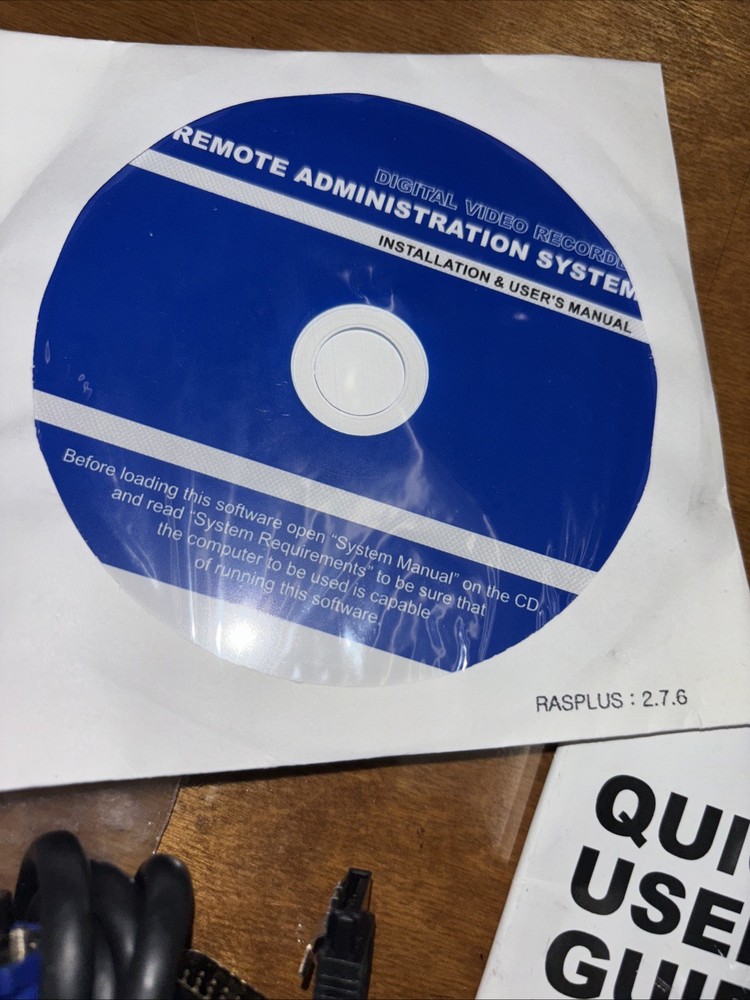 DIGITAL VIDEO RECORDE
REMOTE ADMINISTRATION SYSTEM
INSTALLATION & USER'S MANUAL
Before loading this software open "System Manual" on the CD,
and read "System Requirements" to be sure that
the computer to be used is capable
of running this software.
RASPLUS : 2.7.6
QUI
USE
GUI